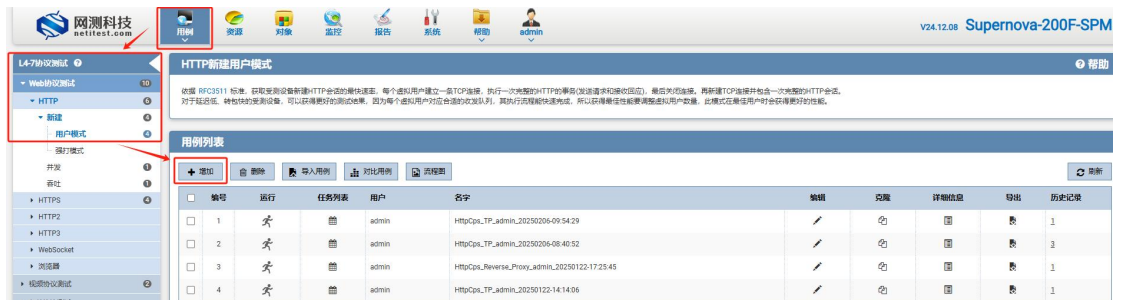 网测科技
netitest.com
用例
资源
对象
监控
报告
系统
帮助
admin
V24.12.08 Supernova-200F-SPM
L4-7协议测试
Web协议测试 10
HTTP 6
新建 4
用户模式 4
强打模式
并发 1
吞吐 1
HTTPS 4
HTTP2
HTTP3
WebSocket
浏览器
视频协议测试 2
HTTP新建用户模式 帮助
依据 RFC3511 标准，获取受测设备新建HTTP会话的最快速率，每个虚拟用户建立一条TCP连接，执行一次完整的HTTP的事务(发送请求和接收回应)，最后关闭连接。再新建TCP连接并包含一次完整的HTTP会话。
对于延迟低，转包快的受测设备，可以获得更好的测试结果，因为每个虚拟用户对应合适的收发队列，其执行流程能快速完成，所以获得最佳性能要调整虚拟用户数量，此模式在最佳用户时会获得更好的性能。
用例列表
增加 删除 导入用例 对比用例 流程图 刷新
编号 运行 任务列表 用户 名字 编辑 克隆 详细信息 导出 历史记录
1 admin HttpCps_TP_admin_20250206-09:54:29 1
2 admin HttpCps_TP_admin_20250206-08:40:52 3
3 admin HttpCps_Reverse_Proxy_admin_20250122-17:25:45 1
4 admin HttpCps_TP_admin_20250122-14:14:06 1